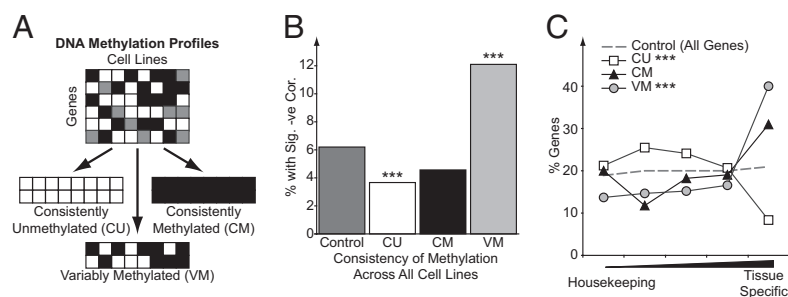 A
DNA Methylation Profiles
Cell Lines
Genes
Consistently
Unmethylated (CU)
Consistently
Methylated (CM)
Variably Methylated (VM)
B
% with Sig. -ve Cor.
12
10
8
6
4
2
0
***
***
Control CU CM VM
Consistency of Methylation
Across All Cell Lines
C
Control (All Genes)
CU ***
CM
VM ***
% Genes
40
30
20
10
0
Housekeeping
Tissue
Specific